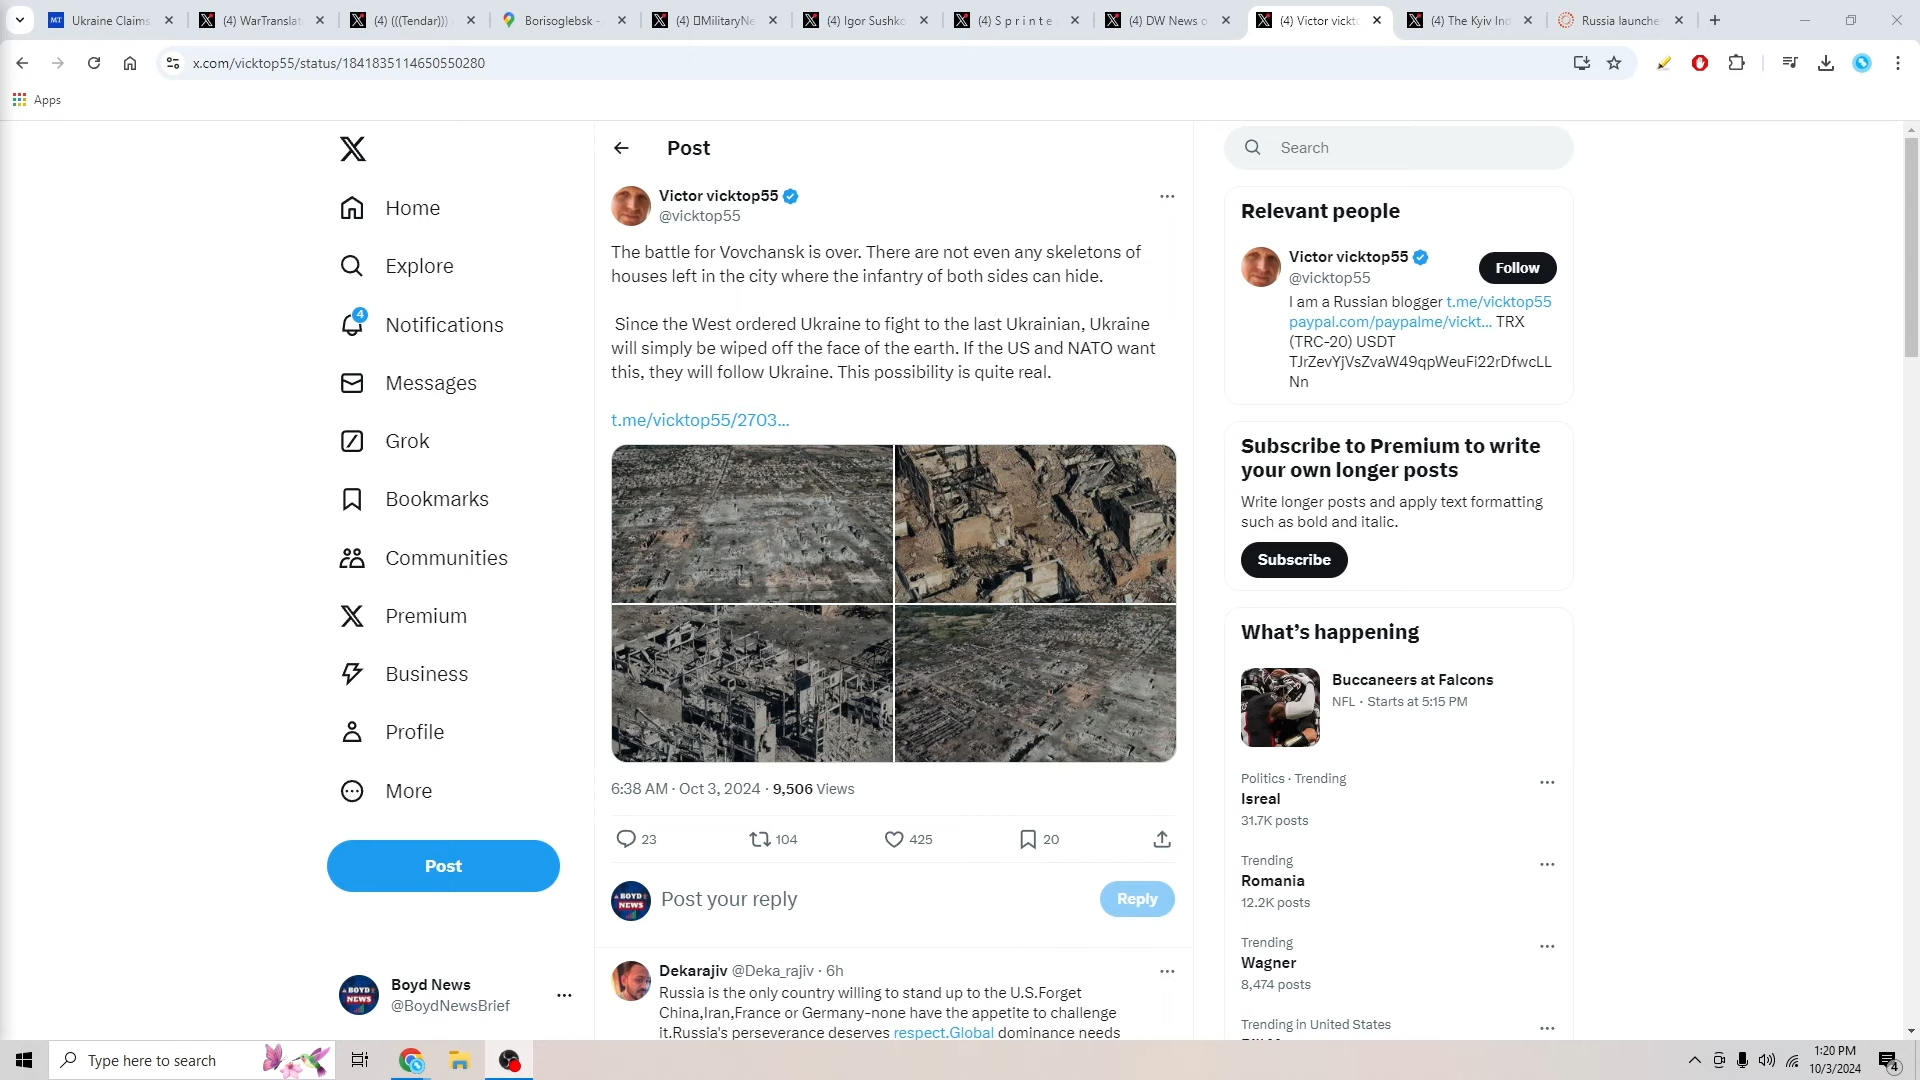 Ukraine Claims
(4) WarTranslat
(4) (((Tendar)))
Borisoglebsk -
(4) MilitaryNe
(4) Igor Sushko
(4) S p r i n t e
(4) DW News o
(4) Victor vickto
(4) The Kyiv Ind
Russia launche
x.com/vicktop55/status/1841835114650550280
Apps
Home
Explore
4
Notifications
Messages
Grok
Bookmarks
Communities
Premium
Business
Profile
More
Post
Boyd News
@BoydNewsBrief
Post
Victor vicktop55
@vicktop55
The battle for Vovchansk is over. There are not even any skeletons of
houses left in the city where the infantry of both sides can hide.
Since the West ordered Ukraine to fight to the last Ukrainian, Ukraine
will simply be wiped off the face of the earth. If the US and NATO want
this, they will follow Ukraine. This possibility is quite real.
t.me/vicktop55/2703...
6:38 AM · Oct 3, 2024 · 9,506 Views
23
104
425
20
BOYD
NEWS
Post your reply
Reply
Dekarajiv @Deka_rajiv · 6h
Russia is the only country willing to stand up to the U.S.Forget
China,Iran,France or Germany-none have the appetite to challenge
it.Russia's perseverance deserves respect.Global dominance needs
Search
Relevant people
Victor vicktop55
@vicktop55
Follow
I am a Russian blogger t.me/vicktop55
paypal.com/paypalme/vickt... TRX
(TRC-20) USDT
TJrZevYjVsZvaW49qpWeuFi22rDfwcLL
Nn
Subscribe to Premium to write
your own longer posts
Write longer posts and apply text formatting
such as bold and italic.
Subscribe
What's happening
Buccaneers at Falcons
NFL · Starts at 5:15 PM
Politics · Trending
Isreal
31.7K posts
Trending
Romania
12.2K posts
Trending
Wagner
8,474 posts
Trending in United States
Type here to search
1:20 PM
10/3/2024
4